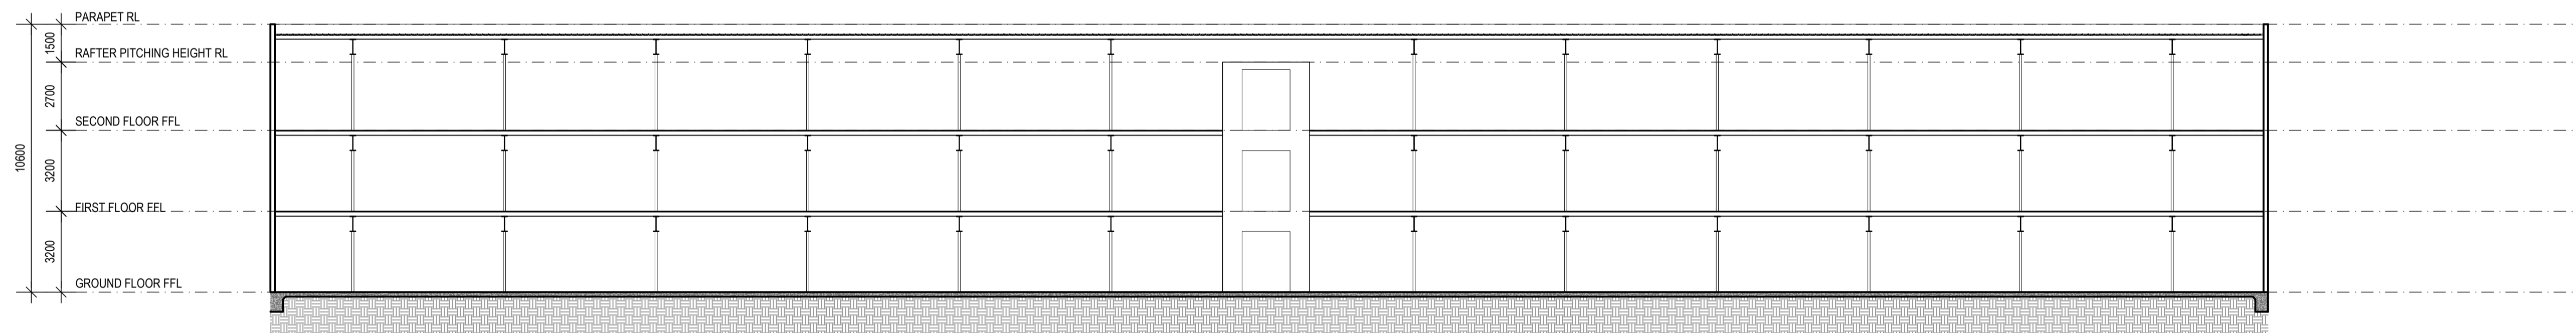 PARAPET RL
1500
RAFTER PITCHING HEIGHT RL
2700
SECOND FLOOR FFL
10600
3200
FIRST FLOOR FFL
3200
GROUND FLOOR FFL